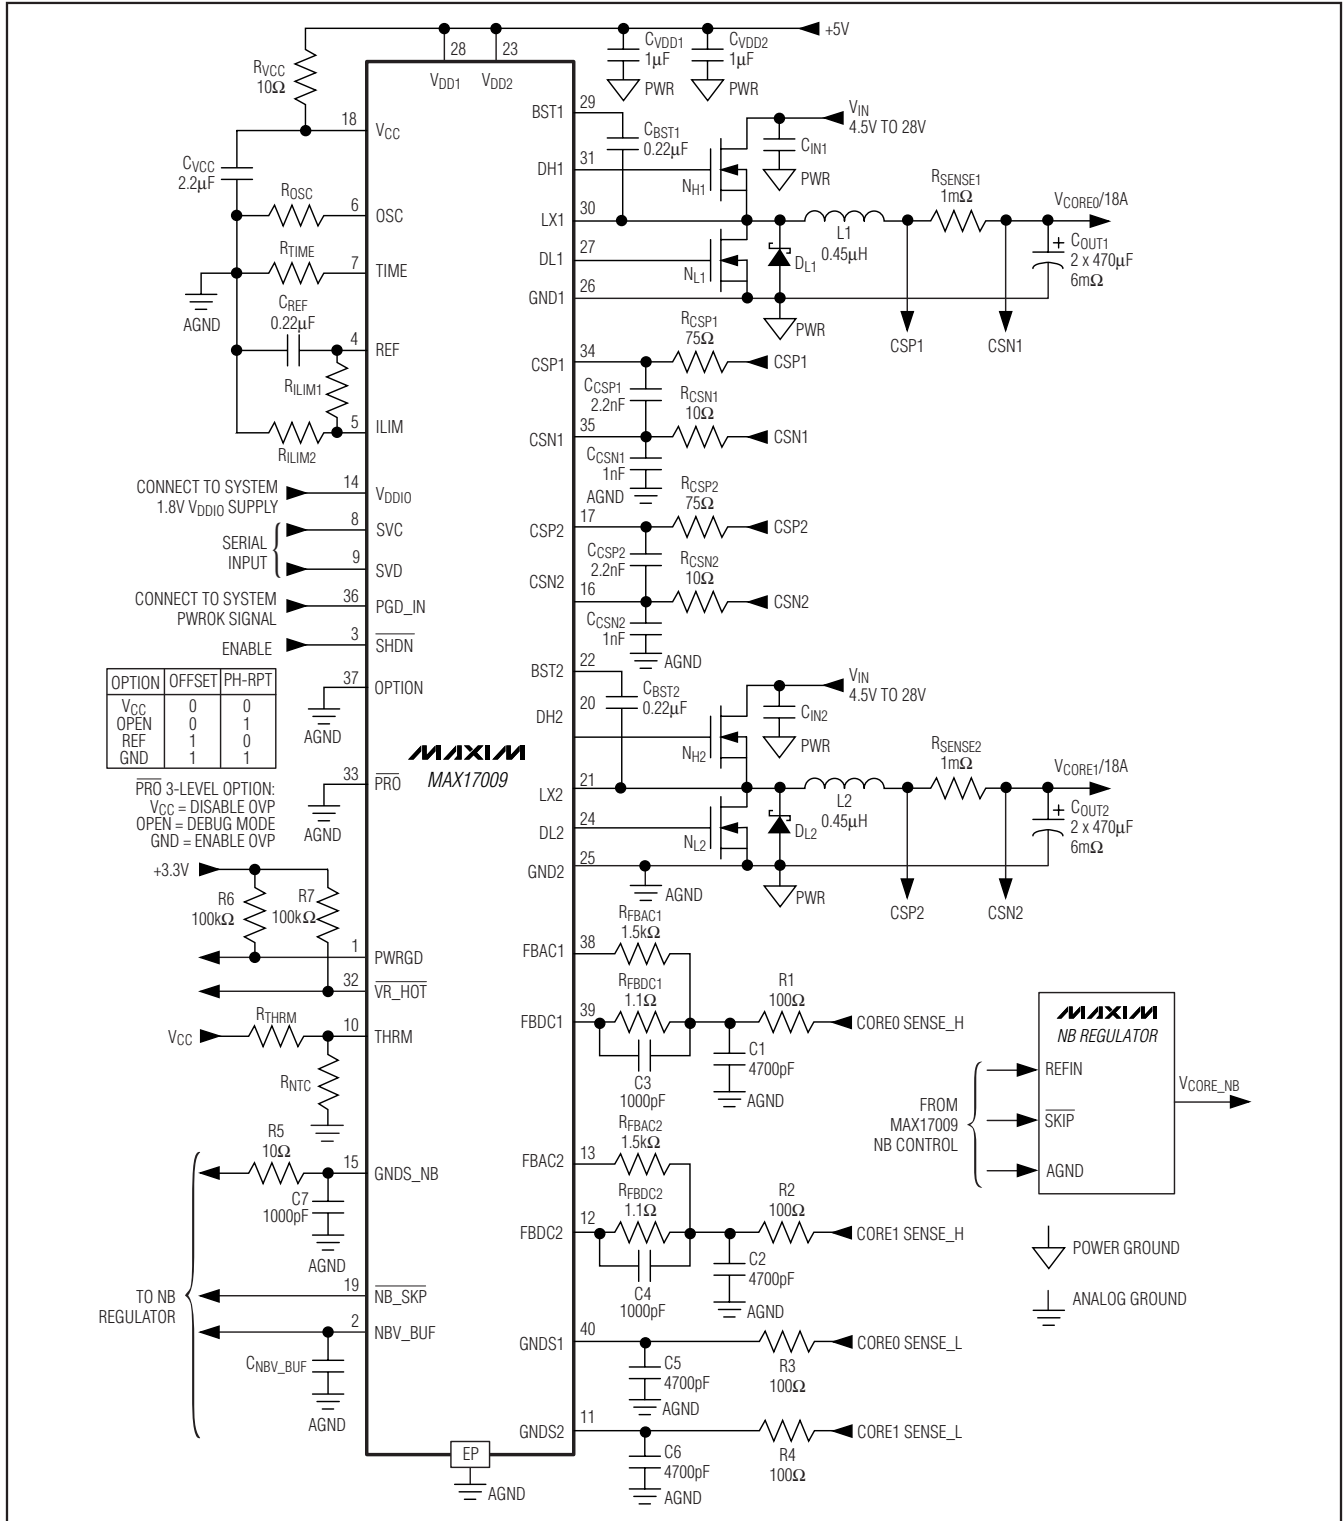 +5V
CVDD1
1µF
PWR
CVDD2
1µF
PWR
RVCC
10Ω
28
23
VDD1
VDD2
18
VCC
CVCC
2.2µF
ROSC
6
OSC
RTIME
7
TIME
AGND
CREF
0.22µF
4
REF
RILIM1
5
ILIM
RILIM2
CONNECT TO SYSTEM
1.8V VDDIO SUPPLY
14
VDDIO
8
SVC
SERIAL
INPUT
9
SVD
CONNECT TO SYSTEM
PWROK SIGNAL
36
PGD_IN
ENABLE
3
SHDN
OPTION OFFSET PH-RPT
VCC 0 0
OPEN 0 1
REF 1 0
GND 1 1
37
OPTION
AGND
33
PRO
AGND
PRO 3-LEVEL OPTION:
VCC = DISABLE OVP
OPEN = DEBUG MODE
GND = ENABLE OVP
+3.3V
R6
100kΩ
R7
100kΩ
1
PWRGD
32
VR_HOT
VCC
RTHRM
10
THRM
RNTC
R5
10Ω
15
GNDS_NB
C7
1000pF
AGND
TO NB
REGULATOR
19
NB_SKP
2
NBV_BUF
CNBV_BUF
AGND
MAXIM
MAX17009
EP
AGND
BST1
29
CBST1
0.22µF
VIN
4.5V TO 28V
CIN1
PWR
DH1
31
NH1
LX1
30
L1
0.45µH
RSENSE1
1mΩ
VCORE0/18A
+
COUT1
2 x 470µF
6mΩ
DL1
27
NL1
DL1
GND1
26
PWR
CSP1
CSN1
CSP1
34
RCSP1
75Ω
CSP1
CCSP1
2.2nF
CSN1
35
RCSN1
10Ω
CSN1
CCSN1
1nF
AGND
CSP2
17
RCSP2
75Ω
CSP2
CCSP2
2.2nF
CSN2
16
RCSN2
10Ω
CSN2
CCSN2
1nF
AGND
BST2
22
CBST2
0.22µF
VIN
4.5V TO 28V
CIN2
PWR
DH2
20
NH2
LX2
21
L2
0.45µH
RSENSE2
1mΩ
VCORE1/18A
+
COUT2
2 x 470µF
6mΩ
DL2
24
NL2
DL2
GND2
25
AGND
PWR
CSP2
CSN2
FBAC1
38
RFBAC1
1.5kΩ
FBDC1
39
RFBDC1
1.1Ω
C3
1000pF
R1
100Ω
CORE0 SENSE_H
C1
4700pF
AGND
FBAC2
13
RFBAC2
1.5kΩ
FBDC2
12
RFBDC2
1.1Ω
C4
1000pF
R2
100Ω
CORE1 SENSE_H
C2
4700pF
AGND
GNDS1
40
C5
4700pF
AGND
R3
100Ω
CORE0 SENSE_L
GNDS2
11
C6
4700pF
AGND
R4
100Ω
CORE1 SENSE_L
MAXIM
NB REGULATOR
REFIN
SKIP
AGND
FROM
MAX17009
NB CONTROL
VCORE_NB
POWER GROUND
ANALOG GROUND